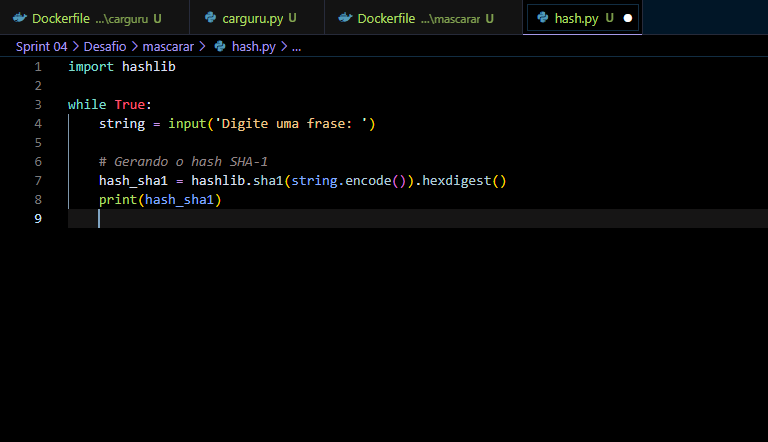 Dockerfile ...\carguru U carguru.py U Dockerfile ...\mascarar U hash.py U
Sprint 04 > Desafio > mascarar > hash.py > ...
1 import hashlib
2
3 while True:
4 string = input('Digite uma frase: ')
5
6 # Gerando o hash SHA-1
7 hash_sha1 = hashlib.sha1(string.encode()).hexdigest()
8 print(hash_sha1)
9